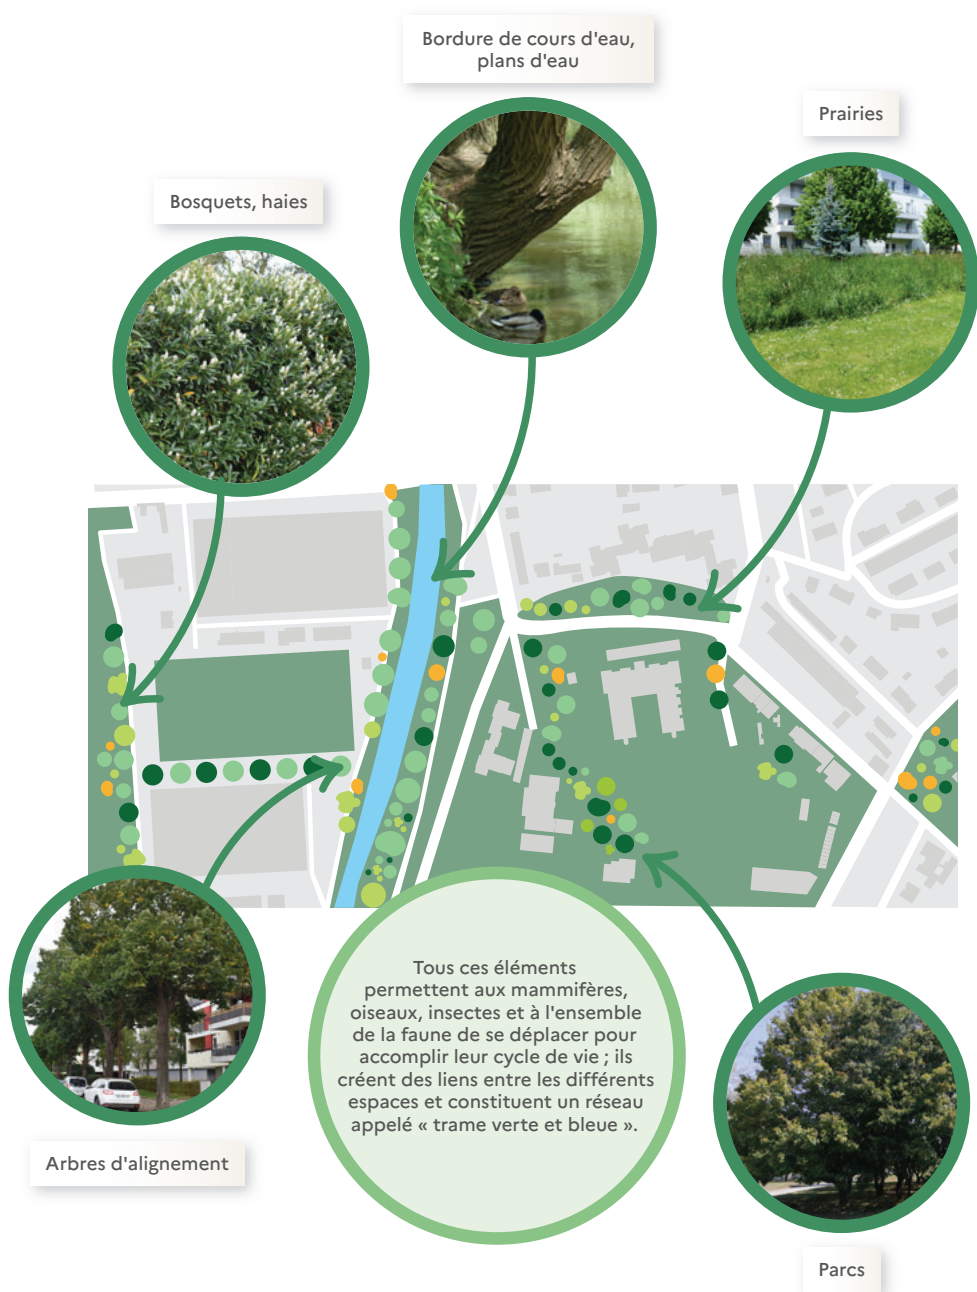 Bordure de cours d'eau,
plans d'eau
Prairies
Bosquets, haies
Tous ces éléments
permettent aux mammifères,
oiseaux, insectes et à l'ensemble
de la faune de se déplacer pour
accomplir leur cycle de vie ; ils
créent des liens entre les différents
espaces et constituent un réseau
appelé « trame verte et bleue ».
Arbres d'alignement
Parcs